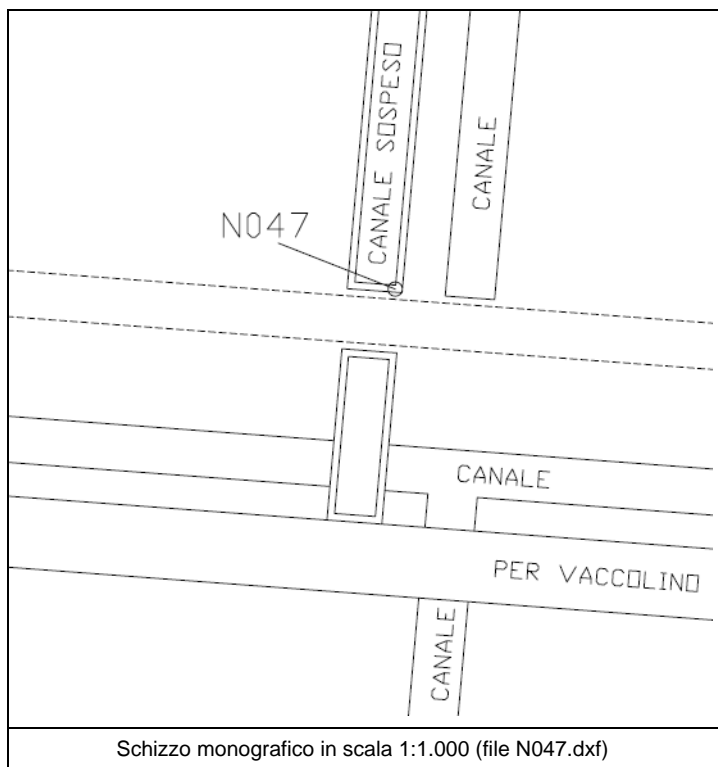 CANALE SOSPESO
CANALE
N047
CANALE
PER VACCOLINO
CANALE
Schizzo monografico in scala 1:1.000 (file N047.dxf)